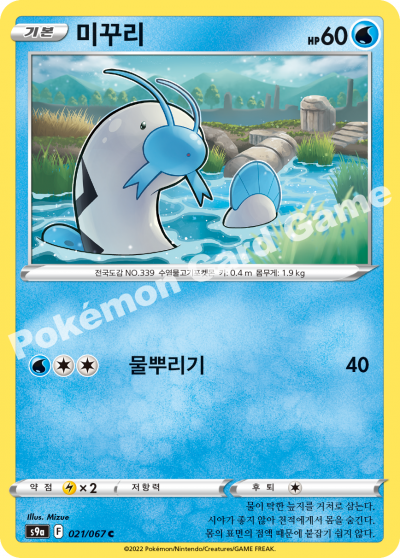 기본 미꾸리 HP 60
전국도감 NO.339 수염물고기포켓몬 키: 0.4 m 몸무게: 1.9 kg
Pokémon Card Game
물뿌리기 40
약점 ×2 저항력 후퇴
Illus. Mizue
물이 탁한 늪지를 거처로 삼는다.
시야가 좋지 않아 천적에게서 몸을 숨긴다.
몸의 표면의 점액 때문에 붙잡기 쉽지 않다.
s9a F 021/067 C
©2022 Pokémon/Nintendo/Creatures/GAME FREAK.